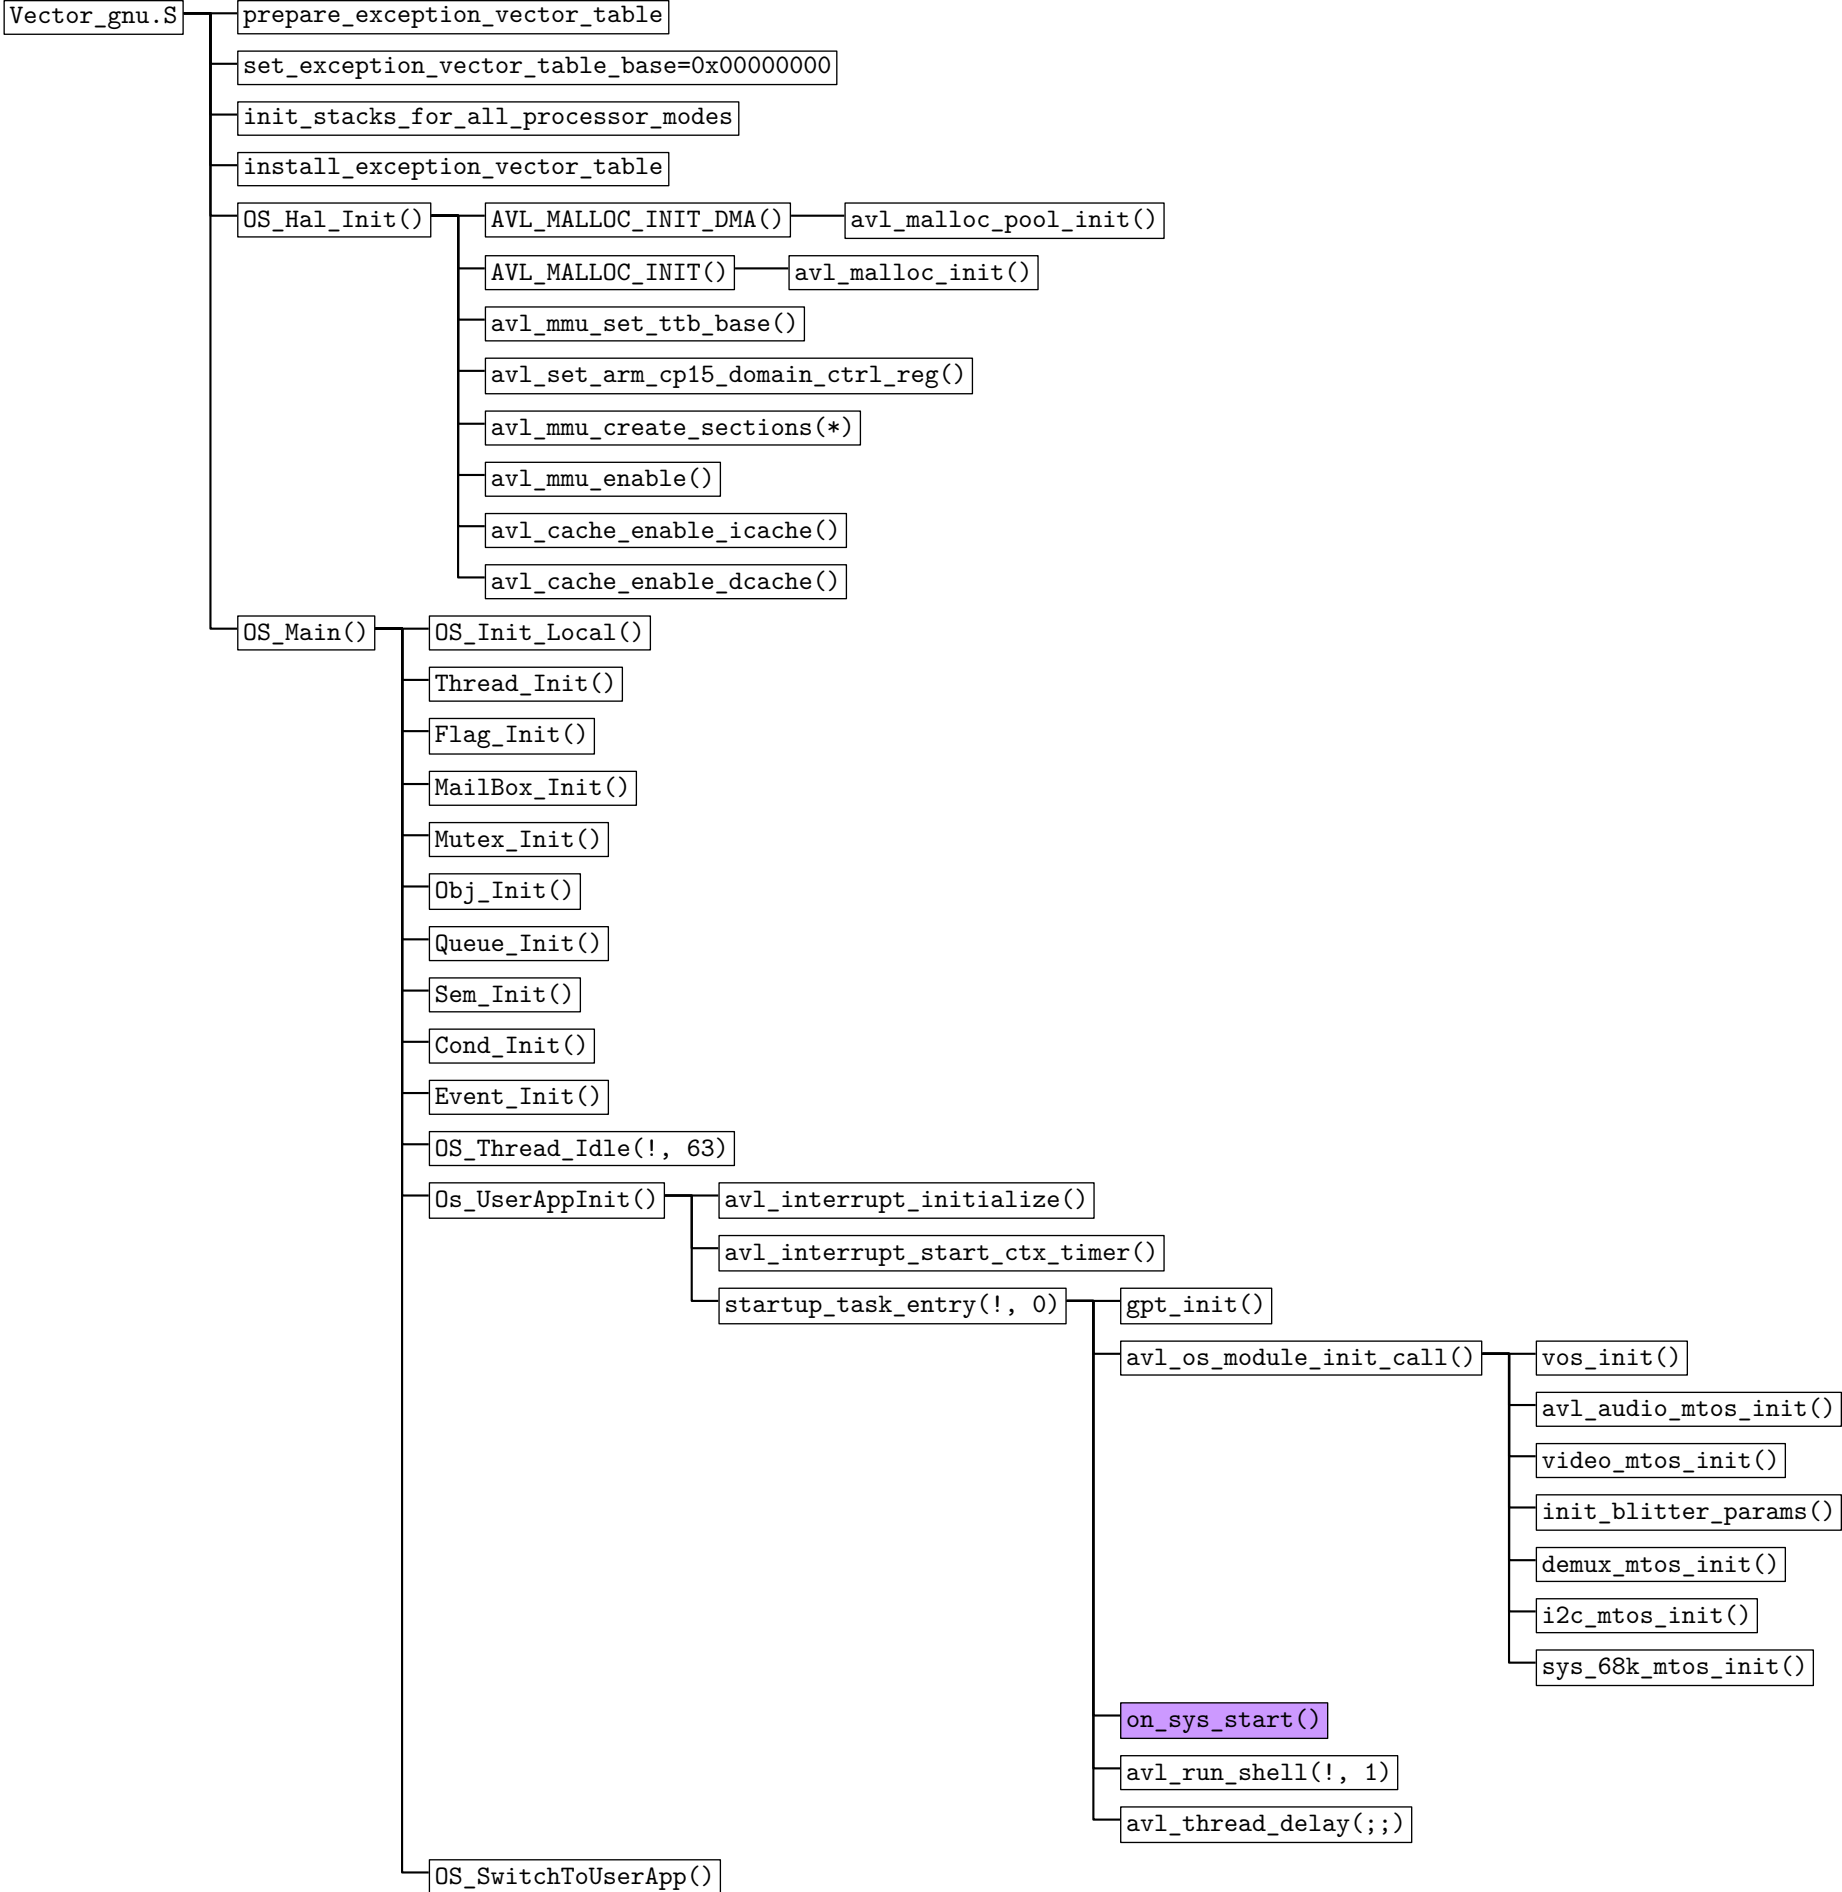 Vector_gnu.S
prepare_exception_vector_table
set_exception_vector_table_base=0x00000000
init_stacks_for_all_processor_modes
install_exception_vector_table
OS_Hal_Init()
AVL_MALLOC_INIT_DMA()
avl_malloc_pool_init()
AVL_MALLOC_INIT()
avl_malloc_init()
avl_mmu_set_ttb_base()
avl_set_arm_cp15_domain_ctrl_reg()
avl_mmu_create_sections(*)
avl_mmu_enable()
avl_cache_enable_icache()
avl_cache_enable_dcache()
OS_Main()
OS_Init_Local()
Thread_Init()
Flag_Init()
MailBox_Init()
Mutex_Init()
Obj_Init()
Queue_Init()
Sem_Init()
Cond_Init()
Event_Init()
OS_Thread_Idle(!, 63)
Os_UserAppInit()
avl_interrupt_initialize()
avl_interrupt_start_ctx_timer()
startup_task_entry(!, 0)
gpt_init()
avl_os_module_init_call()
vos_init()
avl_audio_mtos_init()
video_mtos_init()
init_blitter_params()
demux_mtos_init()
i2c_mtos_init()
sys_68k_mtos_init()
on_sys_start()
avl_run_shell(!, 1)
avl_thread_delay(;;)
OS_SwitchToUserApp()